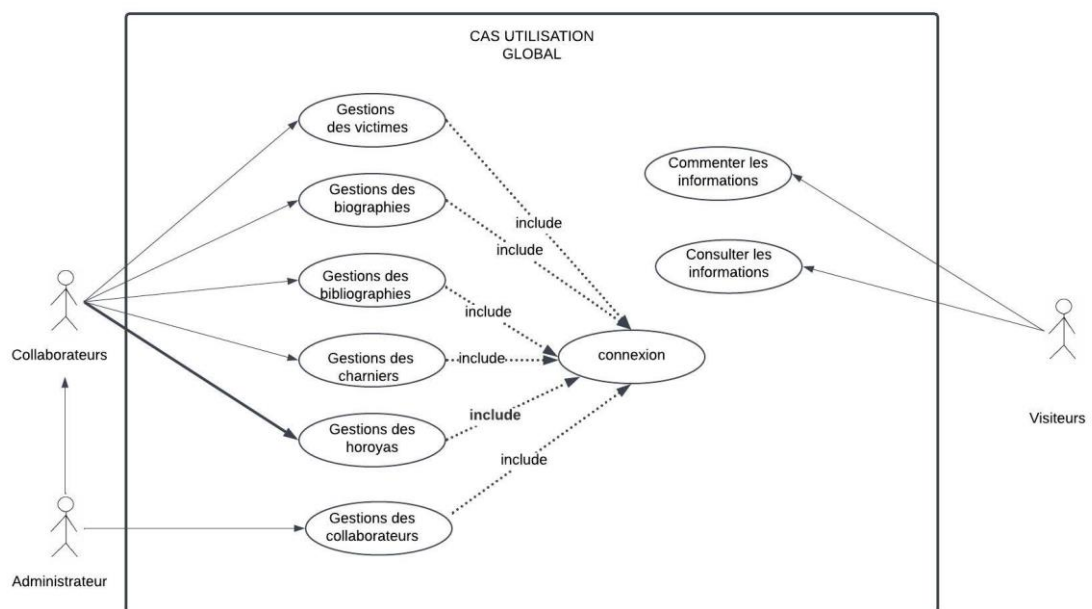 CAS UTILISATION
GLOBAL
Gestions
des victimes
Commenter les
informations
Gestions des
biographies
include
include
Consulter les
informations
Gestions des
bibliographies
include
Collaborateurs
Gestions des
charniers
include
connexion
Gestions des
horoyas
include
Visiteurs
include
Gestions des
collaborateurs
Administrateur